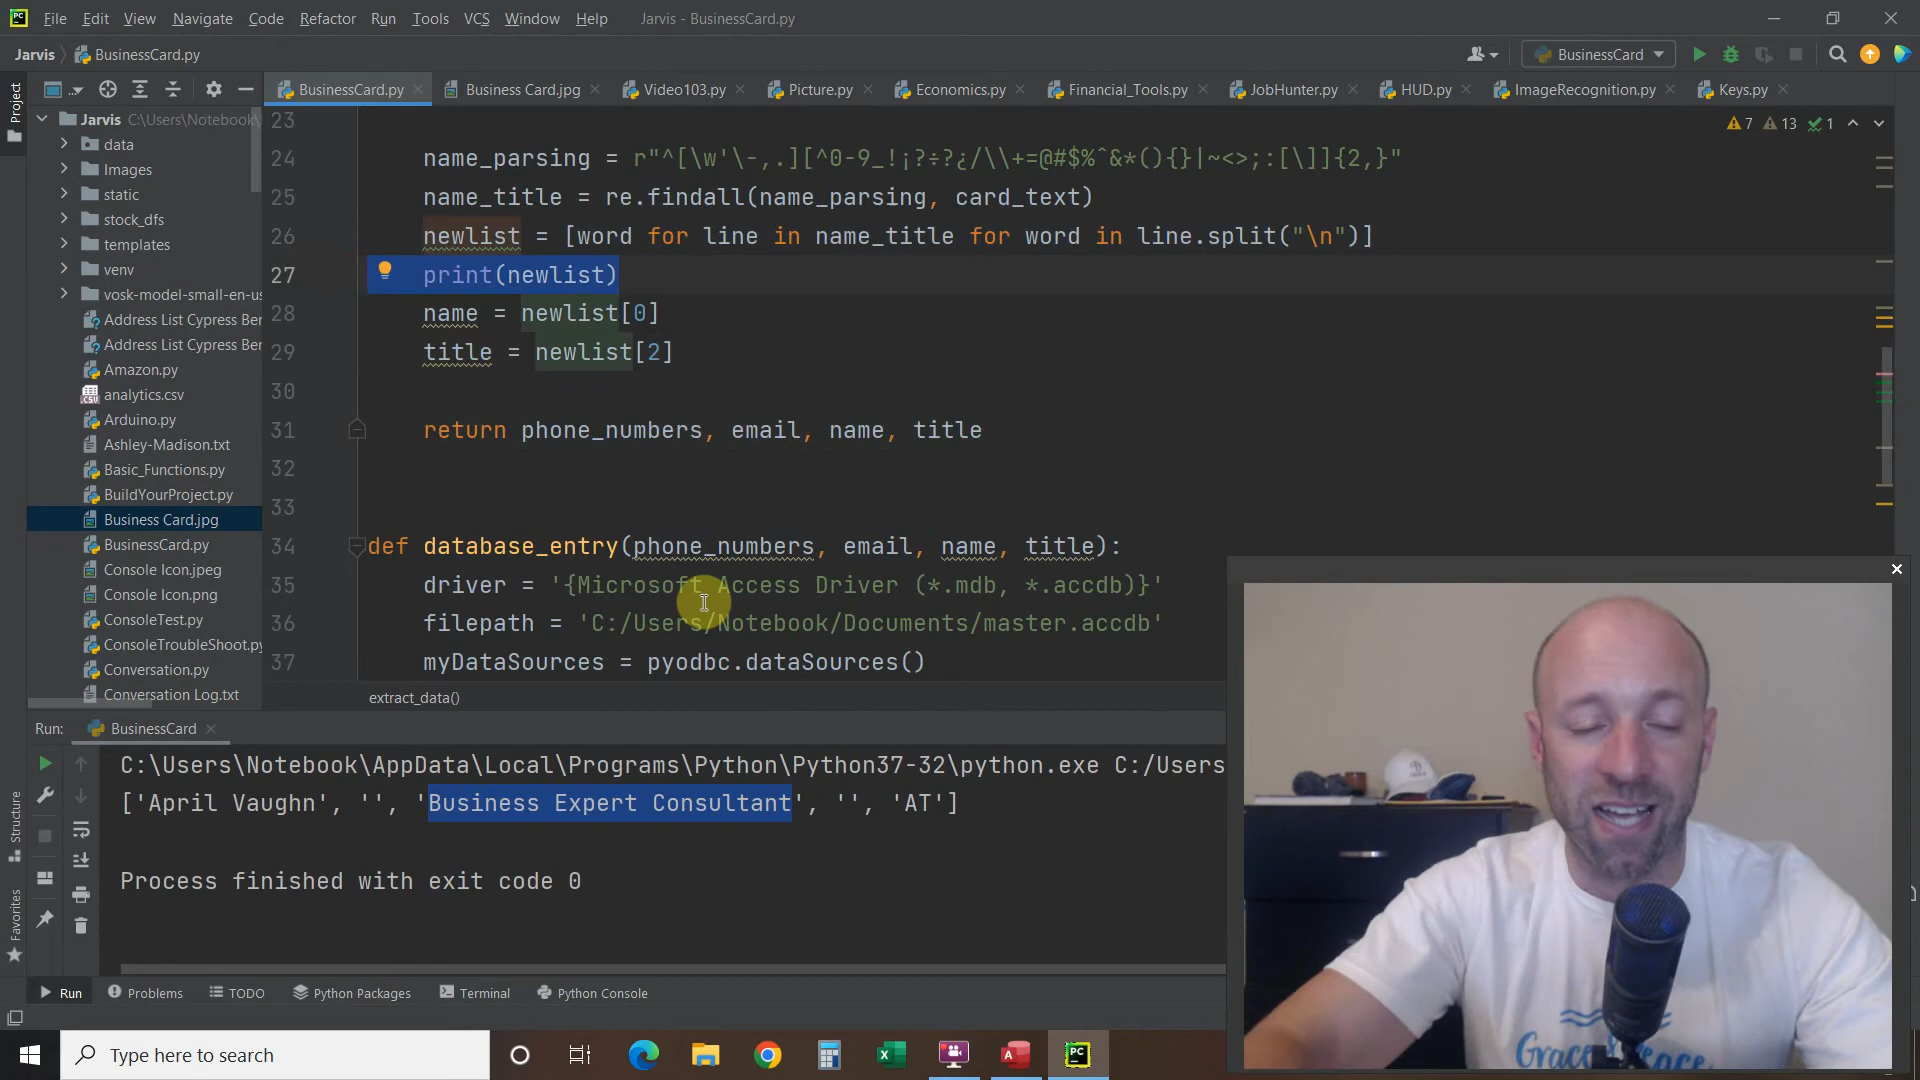 PC File Edit View Navigate Code Refactor Run Tools VCS Window Help Jarvis - BusinessCard.py
Jarvis BusinessCard.py BusinessCard
BusinessCard.py Business Card.jpg Video103.py Picture.py Economics.py Financial_Tools.py JobHunter.py HUD.py ImageRecognition.py Keys.py
Project
Jarvis C:\Users\Notebook\
data
Images
static
stock_dfs
templates
venv
vosk-model-small-en-us
Address List Cypress Ber
Address List Cypress Ber
Amazon.py
analytics.csv
Arduino.py
Ashley-Madison.txt
Basic_Functions.py
BuildYourProject.py
Business Card.jpg
BusinessCard.py
Console Icon.jpeg
Console Icon.png
ConsoleTest.py
ConsoleTroubleShoot.py
Conversation.py
Conversation Log.txt
7 13 1
23
24 name_parsing = r"^[\w'\-,.][^0-9_!¡?÷?¿/\\+=@#$%ˆ&*(){}|~<>;:[\]]{2,}"
25 name_title = re.findall(name_parsing, card_text)
26 newlist = [word for line in name_title for word in line.split("\n")]
27 print(newlist)
28 name = newlist[0]
29 title = newlist[2]
30
31 return phone_numbers, email, name, title
32
33
34 def database_entry(phone_numbers, email, name, title):
35 driver = '{Microsoft Access Driver (*.mdb, *.accdb)}'
36 filepath = 'C:/Users/Notebook/Documents/master.accdb'
37 myDataSources = pyodbc.dataSources()
extract_data()
Run: BusinessCard
C:\Users\Notebook\AppData\Local\Programs\Python\Python37-32\python.exe C:/Users
['April Vaughn', '', 'Business Expert Consultant', '', 'AT']
Process finished with exit code 0
Structure
Favorites
Run Problems TODO Python Packages Terminal Python Console
Type here to search
PC
Grace Peace